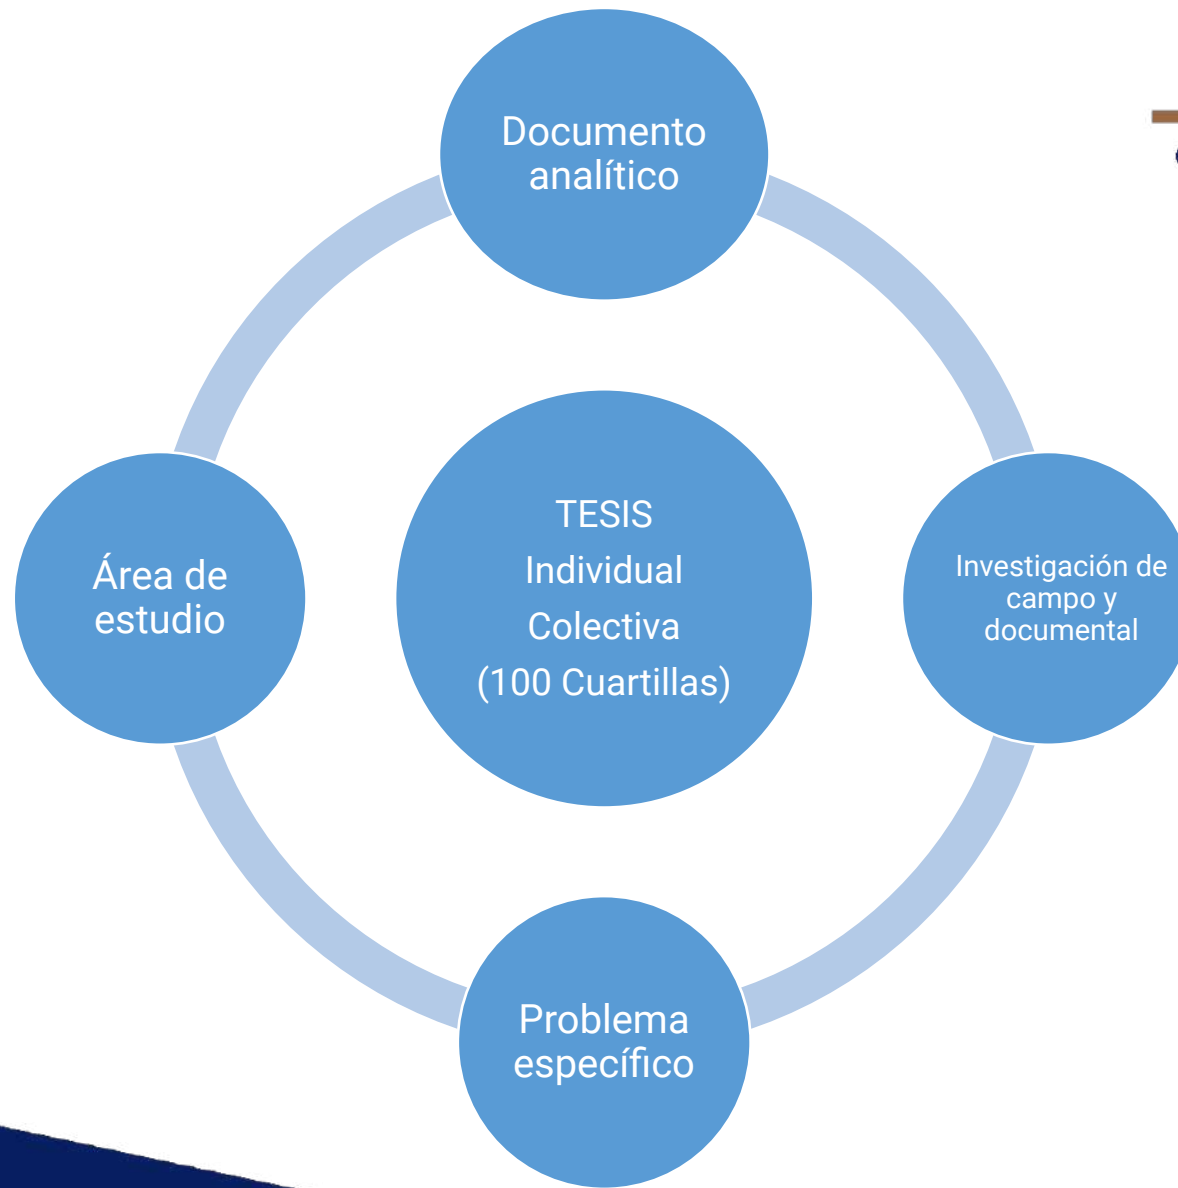 Documento
analítico
Área de
estudio
TESIS
Individual
Colectiva
(100 Cuartillas)
Investigación de
campo y
documental
Problema
específico